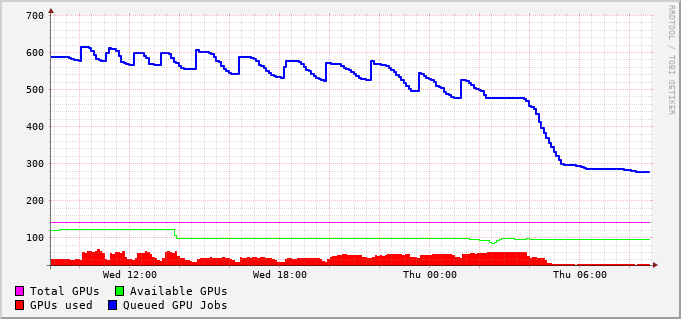 700
600
500
400
300
200
100
Wed 12:00 Wed 18:00 Thu 00:00 Thu 06:00
Total GPUs Available GPUs
GPUs used Queued GPU Jobs
RRDTOOL / TOBI OETIKER